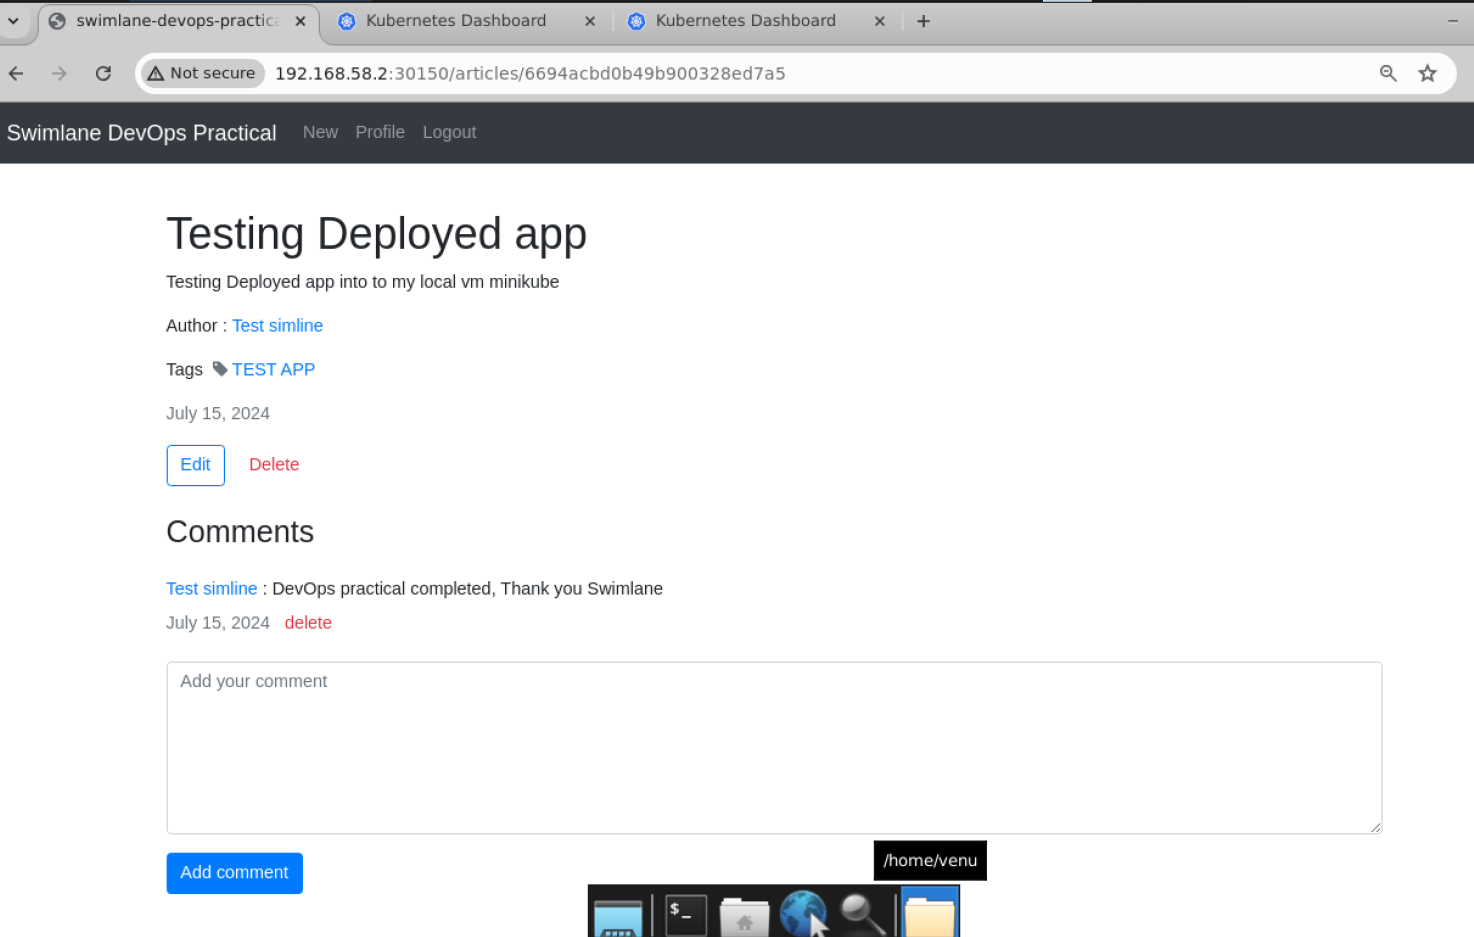 swimlane-devops-practica
Kubernetes Dashboard
Kubernetes Dashboard
Not secure
192.168.58.2:30150/articles/6694acbd0b49b900328ed7a5
Swimlane DevOps Practical New Profile Logout
Testing Deployed app
Testing Deployed app into to my local vm minikube
Author : Test simline
Tags TEST APP
July 15, 2024
Edit Delete
Comments
Test simline : DevOps practical completed, Thank you Swimlane
July 15, 2024 delete
Add your comment
/home/venu
Add comment
$_